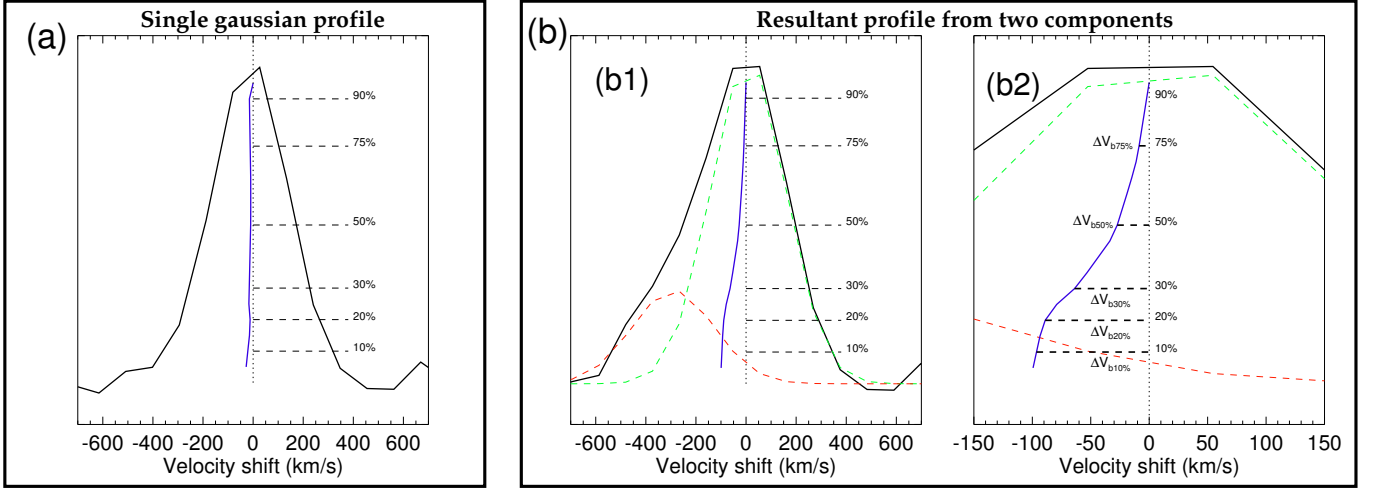 Single gaussian profile
(a)
90%
75%
50%
30%
20%
10%
-600 -400 -200 0 200 400 600
Velocity shift (km/s)
Resultant profile from two components
(b)
(b1)
90%
75%
50%
30%
20%
10%
-600 -400 -200 0 200 400 600
Velocity shift (km/s)
(b2)
90%
ΔV_b75% 75%
ΔV_b50% 50%
30%
ΔV_b30%
20%
ΔV_b20%
10%
ΔV_b10%
-150 -100 -50 0 50 100 150
Velocity shift (km/s)